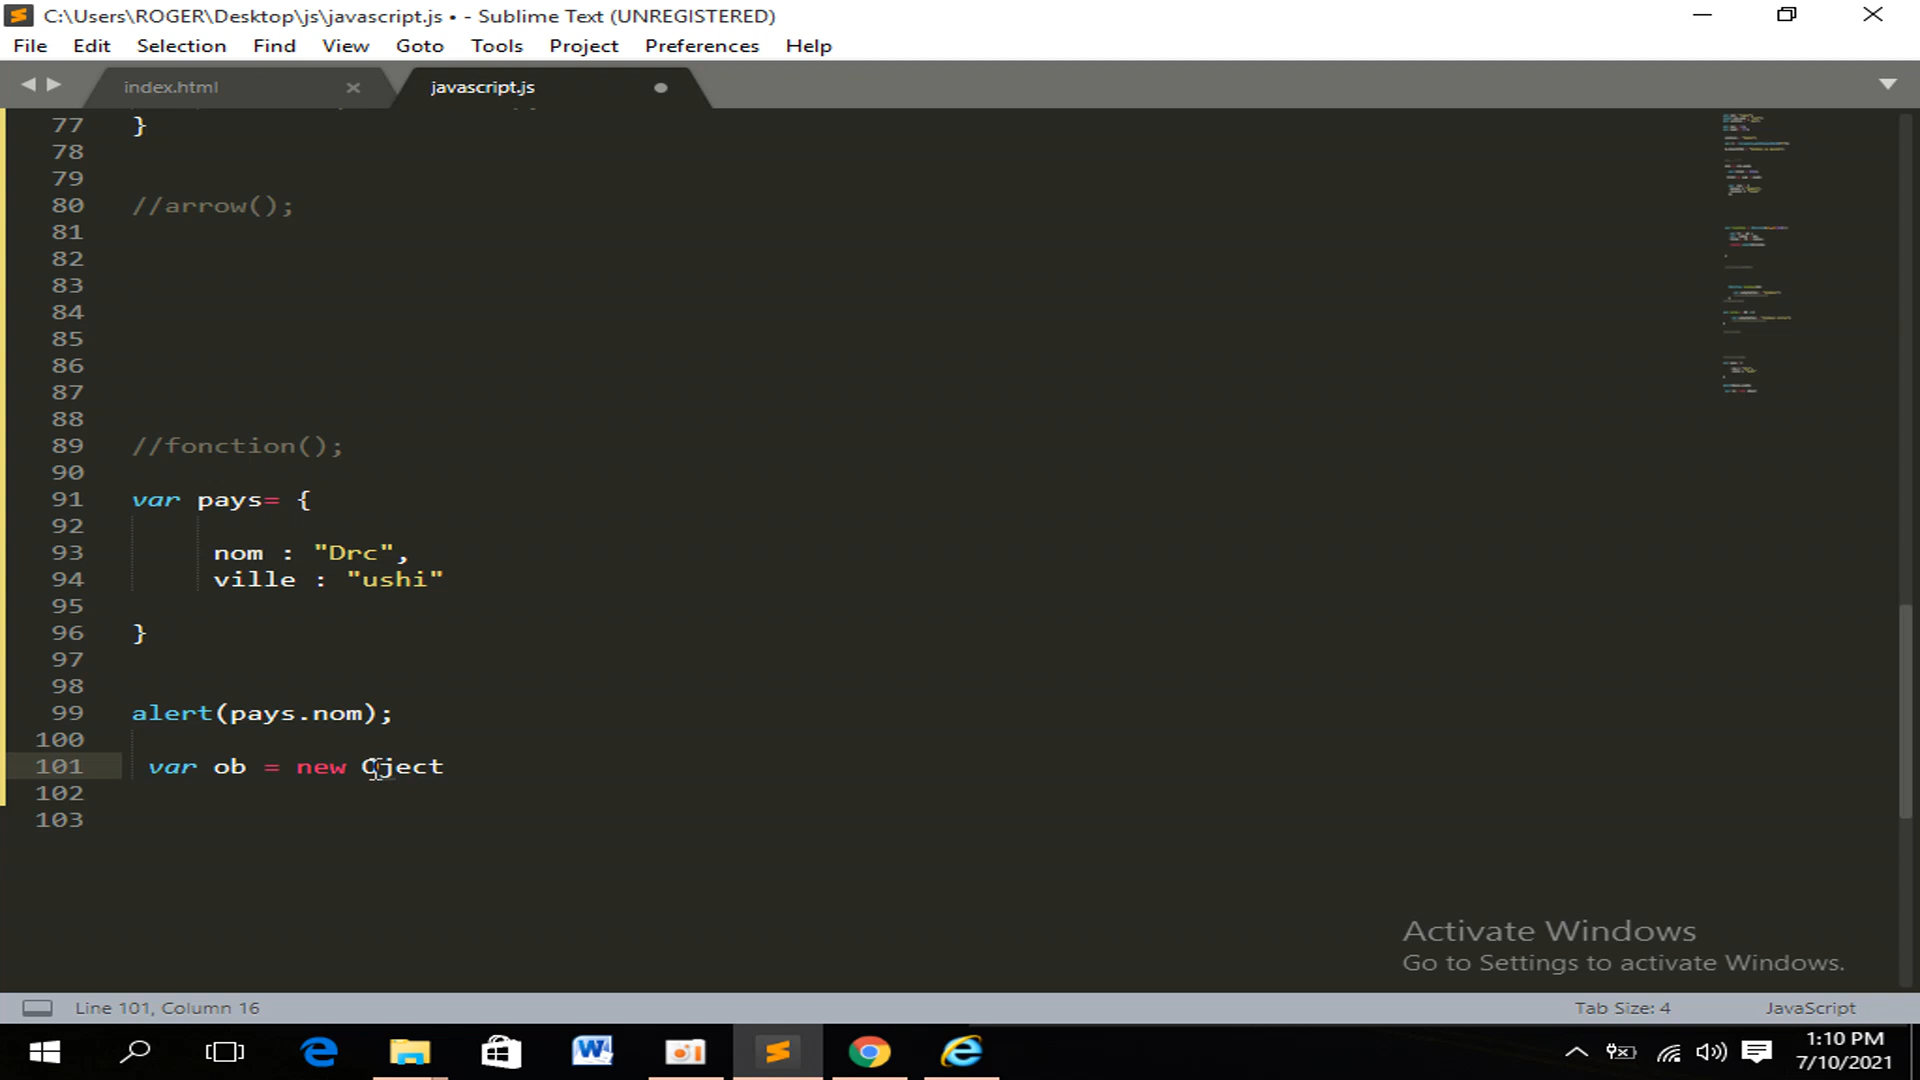 C:\Users\ROGER\Desktop\js\javascript.js • - Sublime Text (UNREGISTERED)
File Edit Selection Find View Goto Tools Project Preferences Help
index.html javascript.js
77 }
78
79
80 //arrow();
81
82
83
84
85
86
87
88
89 //fonction();
90
91 var pays= {
92
93 nom : "Drc",
94 ville : "ushi"
95
96 }
97
98
99 alert(pays.nom);
100
101 var ob = new Oject
102
103
Activate Windows
Go to Settings to activate Windows.
Line 101, Column 16 Tab Size: 4 JavaScript
1:10 PM
7/10/2021